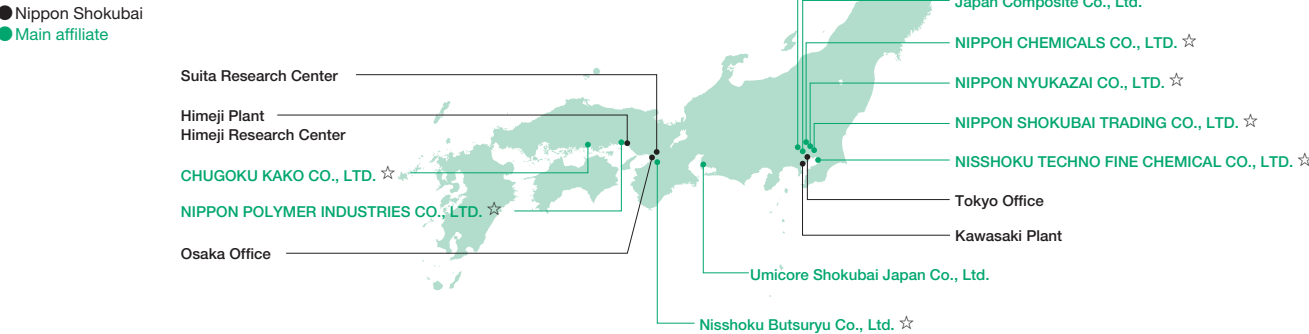 Nippon Shokubai
Main affiliate
Suita Research Center
Himeji Plant
Himeji Research Center
CHUGOKU KAKO CO., LTD. ☆
NIPPON POLYMER INDUSTRIES CO., LTD. ☆
Osaka Office
Japan Composite Co., Ltd.
NIPPOH CHEMICALS CO., LTD. ☆
NIPPON NYUKAZAI CO., LTD. ☆
NIPPON SHOKUBAI TRADING CO., LTD. ☆
NISSHOKU TECHNO FINE CHEMICAL CO., LTD. ☆
Tokyo Office
Kawasaki Plant
Umicore Shokubai Japan Co., Ltd.
Nisshoku Butsuryu Co., Ltd. ☆